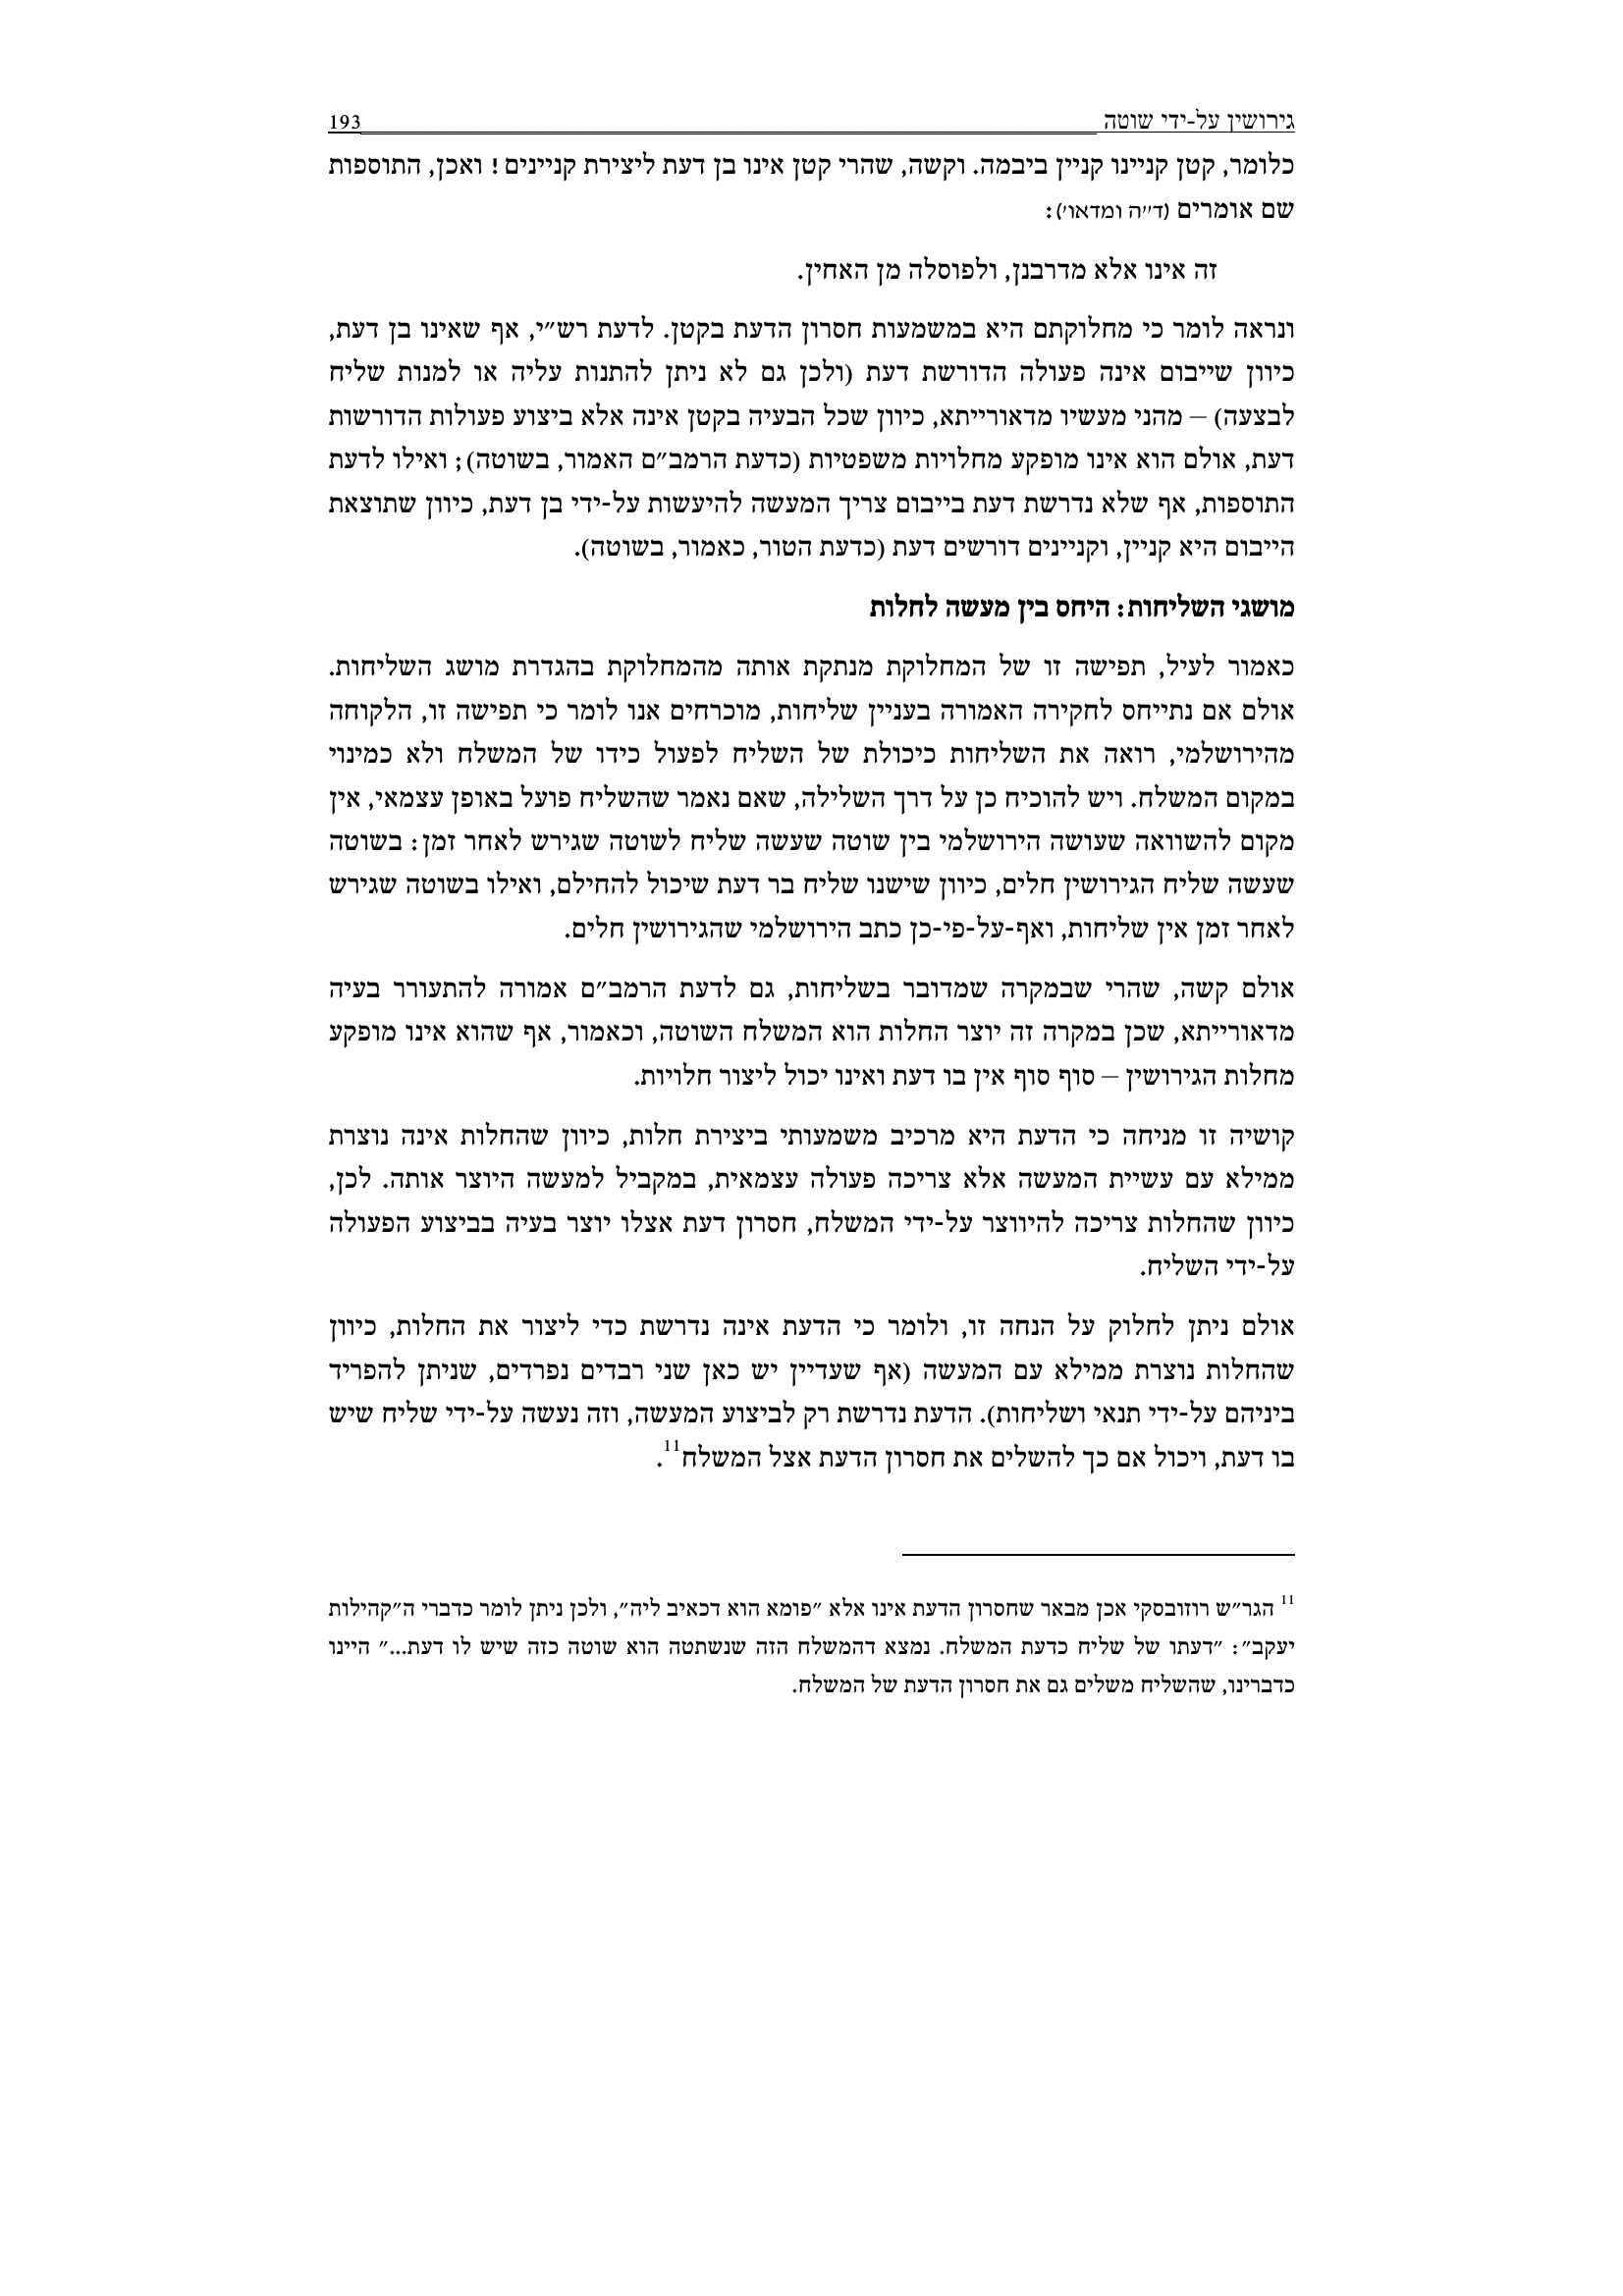 גירושין על-ידי שוטה 193
כלומר, קטן קניינו קניין ביבמה. וקשה, שהרי קטן אינו בן דעת ליצירת קניינים! ואכן, התוספות
שם אומרים (ד״ה ומדאו׳):
זה אינו אלא מדרבנן, ולפוסלה מן האחין.
ונראה לומר כי מחלוקתם היא במשמעות חסרון הדעת בקטן. לדעת רש״י, אף שאינו בן דעת,
כיוון שייבום אינה פעולה הדורשת דעת (ולכן גם לא ניתן להתנות עליה או למנות שליח
לבצעה) – מהני מעשיו מדאורייתא, כיוון שכל הבעיה בקטן אינה אלא ביצוע פעולות הדורשות
דעת, אולם הוא אינו מופקע מחלויות משפטיות (כדעת הרמב״ם האמור, בשוטה); ואילו לדעת
התוספות, אף שלא נדרשת דעת בייבום צריך המעשה להיעשות על-ידי בן דעת, כיוון שתוצאת
הייבום היא קניין, וקניינים דורשים דעת (כדעת הטור, כאמור, בשוטה).
מושגי השליחות: היחס בין מעשה לחלות
כאמור לעיל, תפישה זו של המחלוקת מנתקת אותה מהמחלוקת בהגדרת מושג השליחות.
אולם אם נתייחס לחקירה האמורה בעניין שליחות, מוכרחים אנו לומר כי תפישה זו, הלקוחה
מהירושלמי, רואה את השליחות כיכולת של השליח לפעול כידו של המשלח ולא כמינוי
במקום המשלח. ויש להוכיח כן על דרך השלילה, שאם נאמר שהשליח פועל באופן עצמאי, אין
מקום להשוואה שעושה הירושלמי בין שוטה שעשה שליח לשוטה שגירש לאחר זמן: בשוטה
שעשה שליח הגירושין חלים, כיוון שישנו שליח בר דעת שיכול להחילם, ואילו בשוטה שגירש
לאחר זמן אין שליחות, ואף-על-פי-כן כתב הירושלמי שהגירושין חלים.
אולם קשה, שהרי שבמקרה שמדובר בשליחות, גם לדעת הרמב״ם אמורה להתעורר בעיה
מדאורייתא, שכן במקרה זה יוצר החלות הוא המשלח השוטה, וכאמור, אף שהוא אינו מופקע
מחלות הגירושין – סוף סוף אין בו דעת ואינו יכול ליצור חלויות.
קושיה זו מניחה כי הדעת היא מרכיב משמעותי ביצירת חלות, כיוון שהחלות אינה נוצרת
ממילא עם עשיית המעשה אלא צריכה פעולה עצמאית, במקביל למעשה היוצר אותה. לכן,
כיוון שהחלות צריכה להיווצר על-ידי המשלח, חסרון דעת אצלו יוצר בעיה בביצוע הפעולה
על-ידי השליח.
אולם ניתן לחלוק על הנחה זו, ולומר כי הדעת אינה נדרשת כדי ליצור את החלות, כיוון
שהחלות נוצרת ממילא עם המעשה (אף שעדיין יש כאן שני רבדים נפרדים, שניתן להפריד
ביניהם על-ידי תנאי ושליחות). הדעת נדרשת רק לביצוע המעשה, וזה נעשה על-ידי שליח שיש
בו דעת, ויכול אם כך להשלים את חסרון הדעת אצל המשלח11.
11 הגר״ש רוזובסקי אכן מבאר שחסרון הדעת אינו אלא ״פומא הוא דכאיב ליה״, ולכן ניתן לומר כדברי ה״קהילות
יעקב״: ״דעתו של שליח כדעת המשלח. נמצא דהמשלח הזה שנשתטה הוא שוטה כזה שיש לו דעת...״ היינו
כדברינו, שהשליח משלים גם את חסרון הדעת של המשלח.